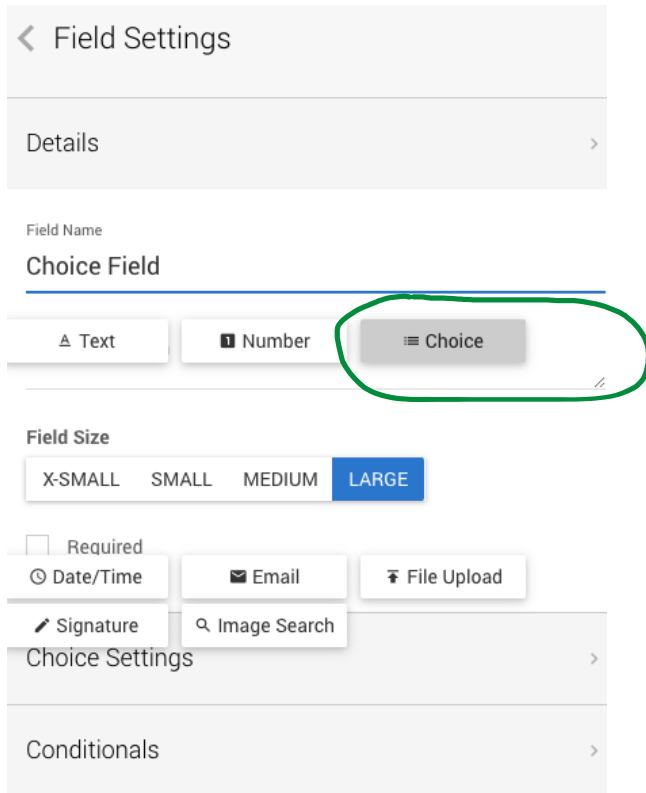 Field Settings
Details
Field Name
Choice Field
Text Number Choice
Field Size
X-SMALL SMALL MEDIUM LARGE
Required
Date/Time Email File Upload
Signature Image Search
Choice Settings
Conditionals